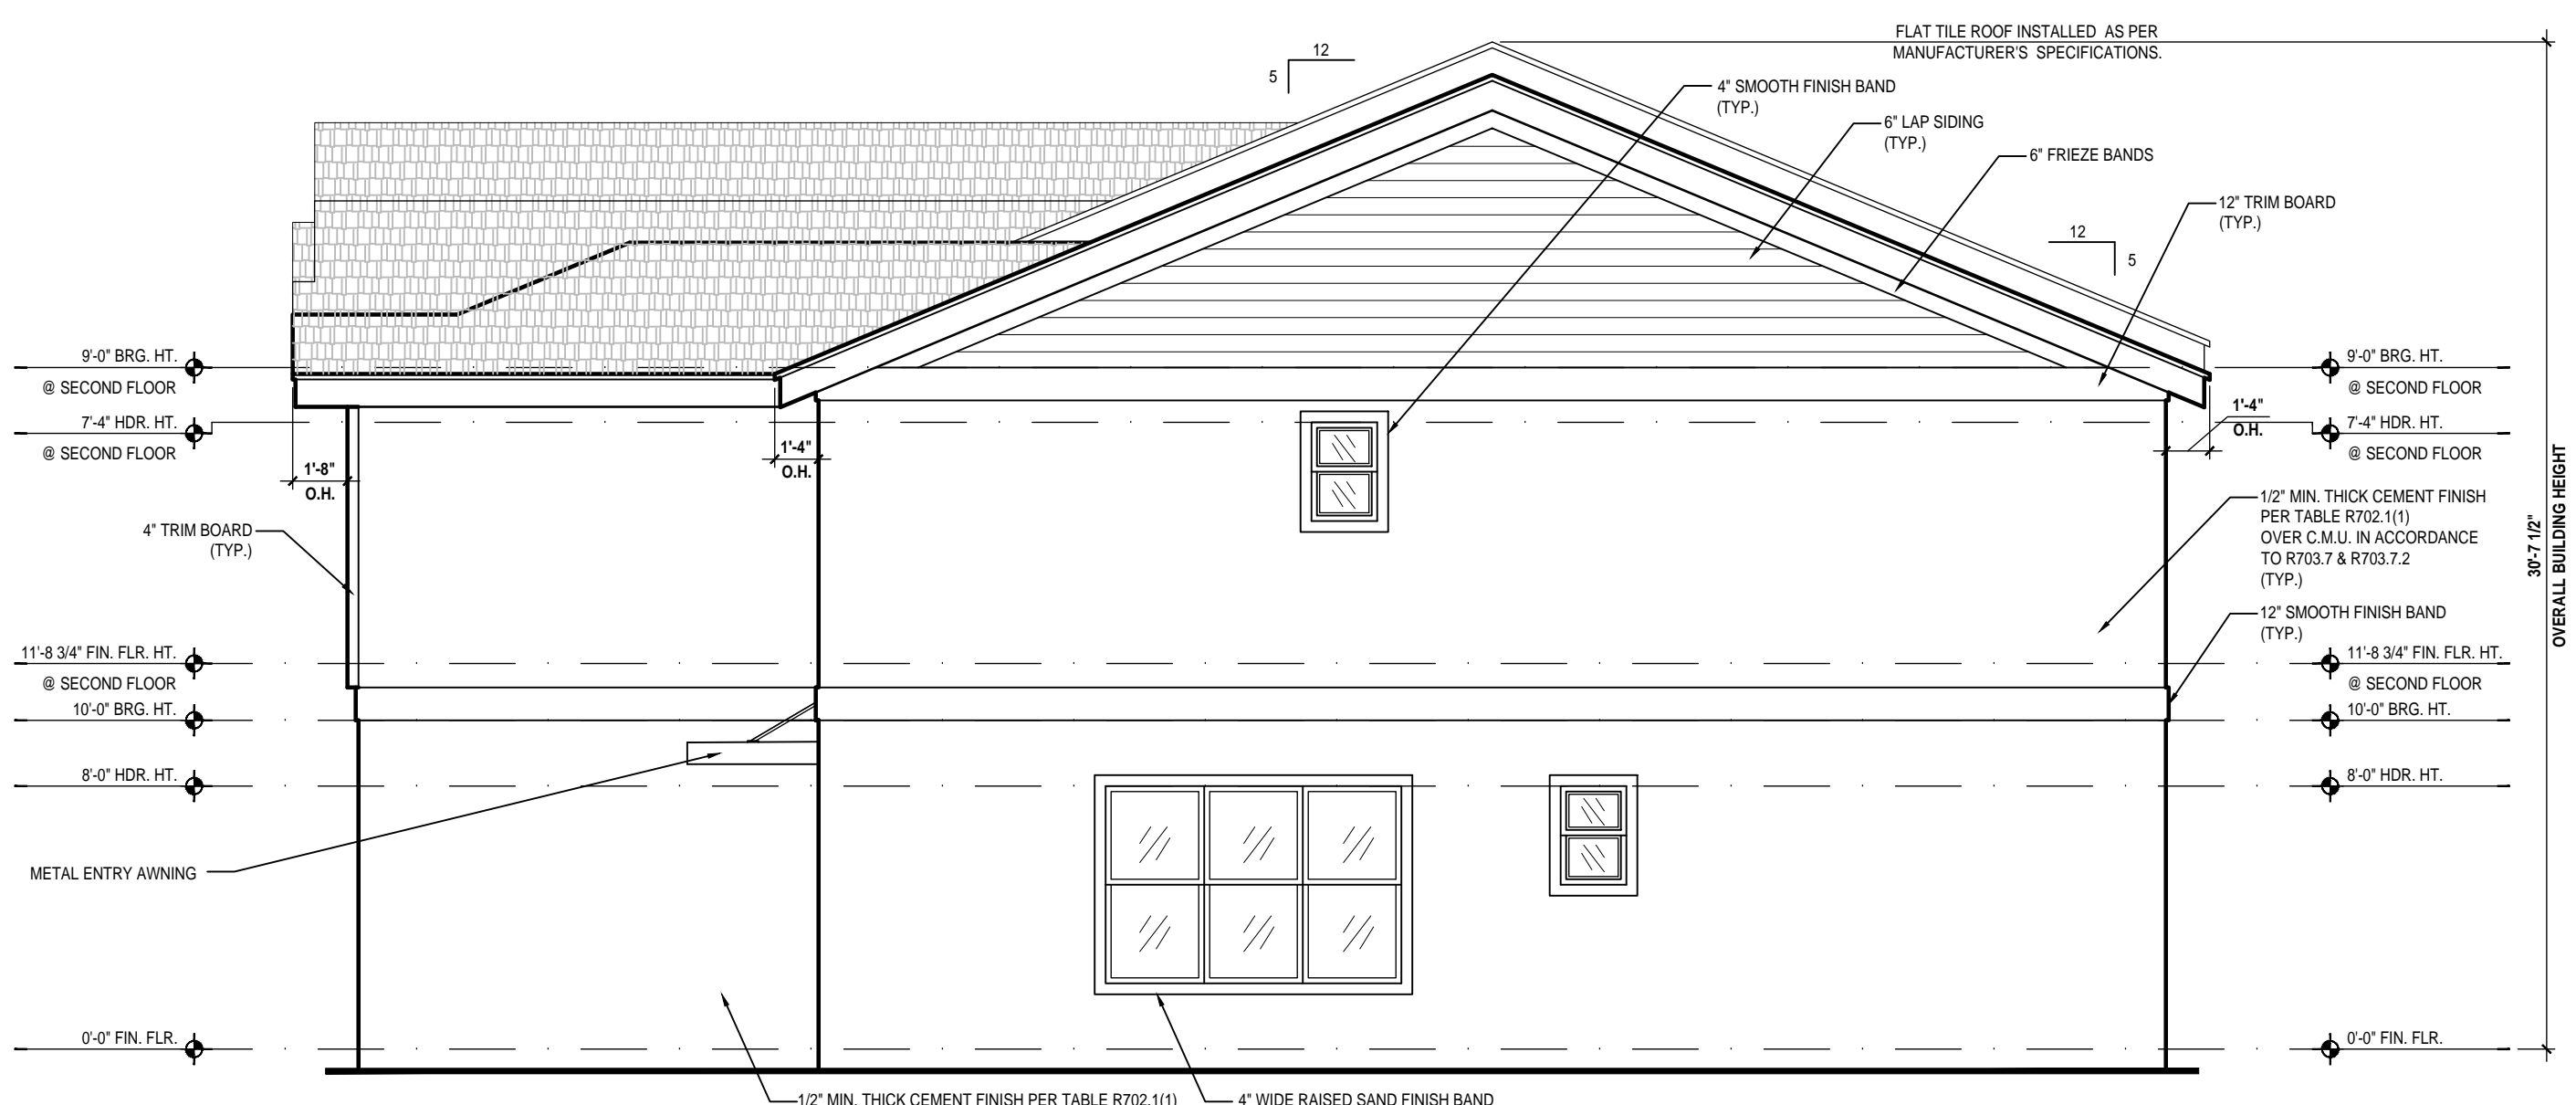 FLAT TILE ROOF INSTALLED AS PER
MANUFACTURER'S SPECIFICATIONS.
12
5
4" SMOOTH FINISH BAND
(TYP.)
6" LAP SIDING
(TYP.)
6" FRIEZE BANDS
12" TRIM BOARD
(TYP.)
12
5
9'-0" BRG. HT.
@ SECOND FLOOR
7'-4" HDR. HT.
@ SECOND FLOOR
1'-8"
O.H.
1'-4"
O.H.
4" TRIM BOARD
(TYP.)
11'-8 3/4" FIN. FLR. HT.
@ SECOND FLOOR
10'-0" BRG. HT.
8'-0" HDR. HT.
METAL ENTRY AWNING
0'-0" FIN. FLR.
9'-0" BRG. HT.
@ SECOND FLOOR
1'-4"
O.H.
7'-4" HDR. HT.
@ SECOND FLOOR
1/2" MIN. THICK CEMENT FINISH
PER TABLE R702.1(1)
OVER C.M.U. IN ACCORDANCE
TO R703.7 & R703.7.2
(TYP.)
12" SMOOTH FINISH BAND
(TYP.)
11'-8 3/4" FIN. FLR. HT.
@ SECOND FLOOR
10'-0" BRG. HT.
8'-0" HDR. HT.
0'-0" FIN. FLR.
30'-7 1/2"
OVERALL BUILDING HEIGHT
1/2" MIN. THICK CEMENT FINISH PER TABLE R702.1(1)
4" WIDE RAISED SAND FINISH BAND